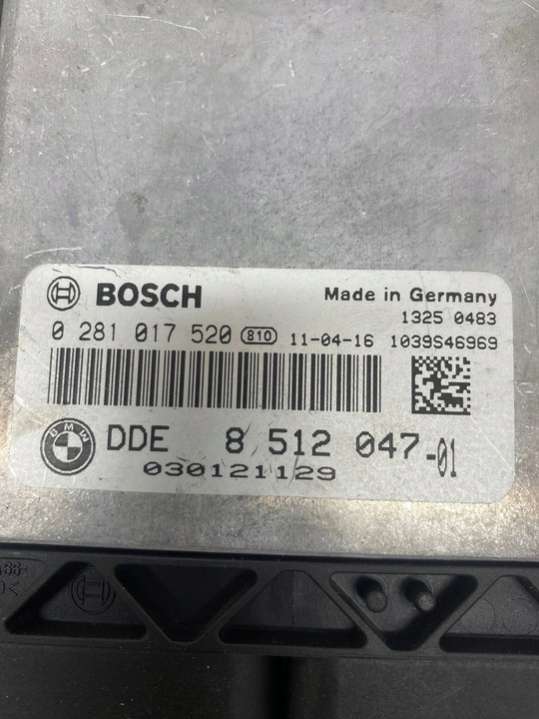 BOSCH
Made in Germany
1325 0483
0 281 017 520 810 11-04-16 1039S46969
BMW
DDE 8 512 047-01
030121129